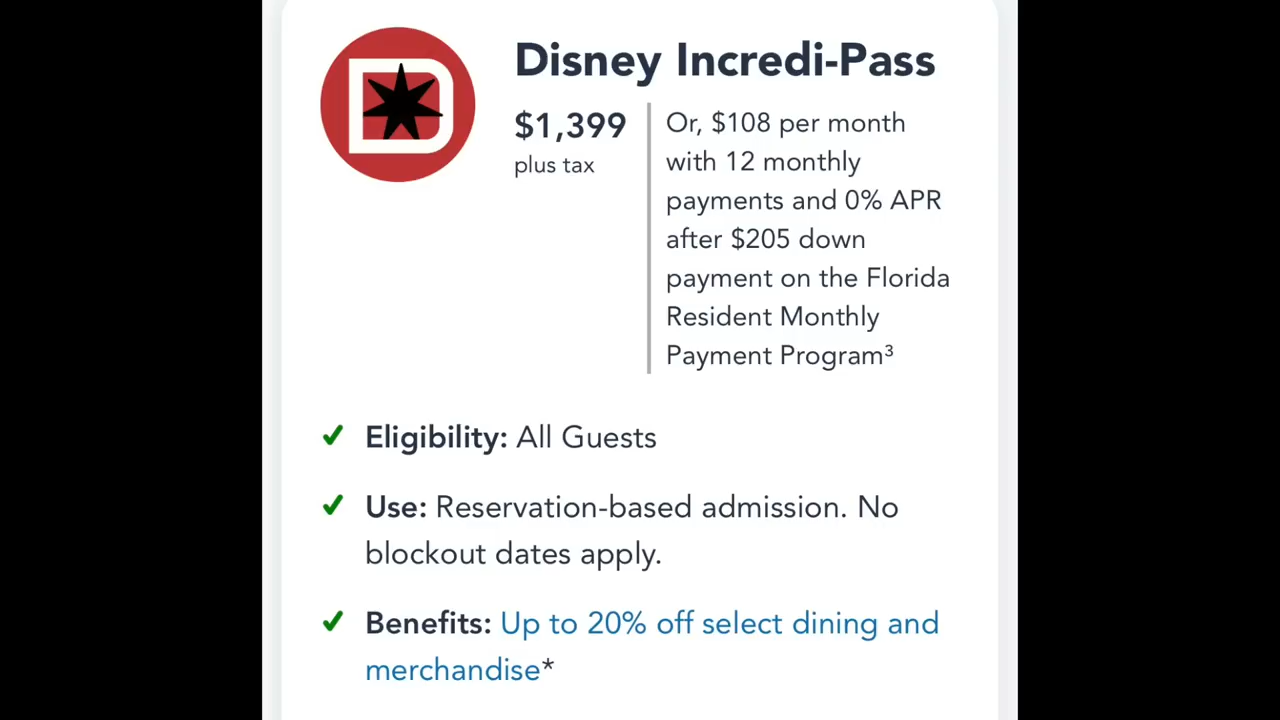 Disney Incredi-Pass
$1,399
plus tax
Or, $108 per month
with 12 monthly
payments and 0% APR
after $205 down
payment on the Florida
Resident Monthly
Payment Program³
Eligibility: All Guests
Use: Reservation-based admission. No
blockout dates apply.
Benefits: Up to 20% off select dining and
merchandise*